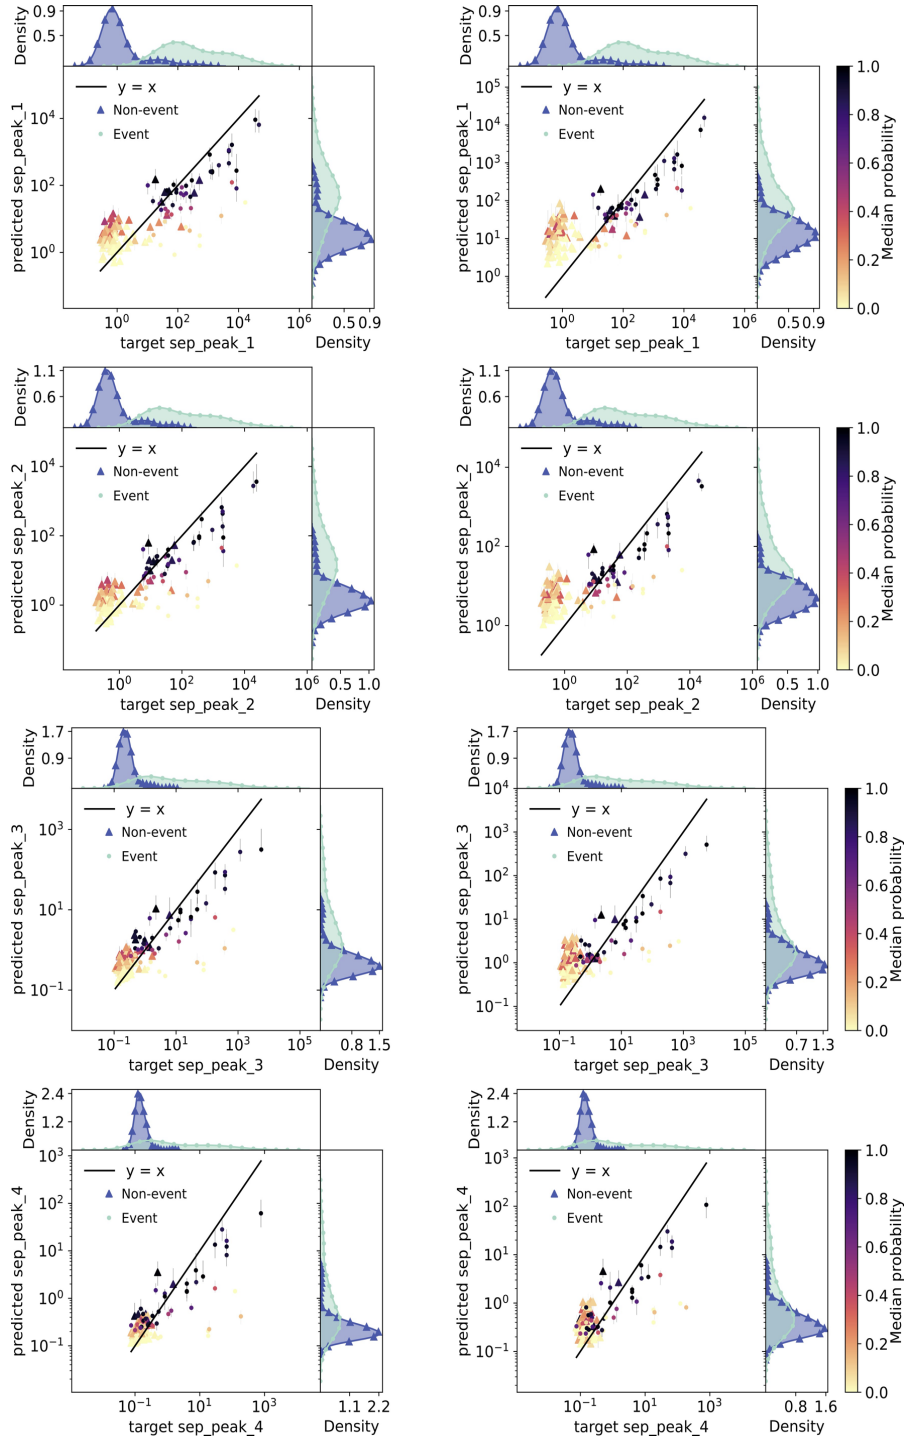 0.9
0.5
Density
y = x
Non-event
Event
10^4
10^2
10^0
predicted sep_peak_1
10^0 10^2 10^4 10^6
target sep_peak_1
0.5 0.9
Density
0.9
0.5
Density
y = x
Non-event
Event
10^5
10^4
10^3
10^2
10^1
10^0
predicted sep_peak_1
10^0 10^2 10^4 10^6
target sep_peak_1
0.5 0.9
Density
1.0
0.8
0.6
0.4
0.2
0.0
Median probability
1.1
0.6
Density
y = x
Non-event
Event
10^4
10^2
10^0
predicted sep_peak_2
10^0 10^2 10^4 10^6
target sep_peak_2
0.5 1.0
Density
1.1
0.6
Density
y = x
Non-event
Event
10^4
10^2
10^0
predicted sep_peak_2
10^0 10^2 10^4 10^6
target sep_peak_2
0.5 1.0
Density
1.0
0.8
0.6
0.4
0.2
0.0
Median probability
1.7
0.9
Density
y = x
Non-event
Event
10^3
10^1
10^−1
predicted sep_peak_3
10^−1 10^1 10^3 10^5
target sep_peak_3
0.8 1.5
Density
1.7
0.9
Density
y = x
Non-event
Event
10^4
10^3
10^2
10^1
10^0
10^−1
predicted sep_peak_3
10^−1 10^1 10^3 10^5
target sep_peak_3
0.7 1.3
Density
1.0
0.8
0.6
0.4
0.2
0.0
Median probability
2.4
1.2
Density
y = x
Non-event
Event
10^3
10^2
10^1
10^0
10^−1
predicted sep_peak_4
10^−1 10^1 10^3
target sep_peak_4
1.1 2.2
Density
2.4
1.2
Density
y = x
Non-event
Event
10^3
10^2
10^1
10^0
10^−1
predicted sep_peak_4
10^−1 10^1 10^3
target sep_peak_4
0.8 1.6
Density
1.0
0.8
0.6
0.4
0.2
0.0
Median probability